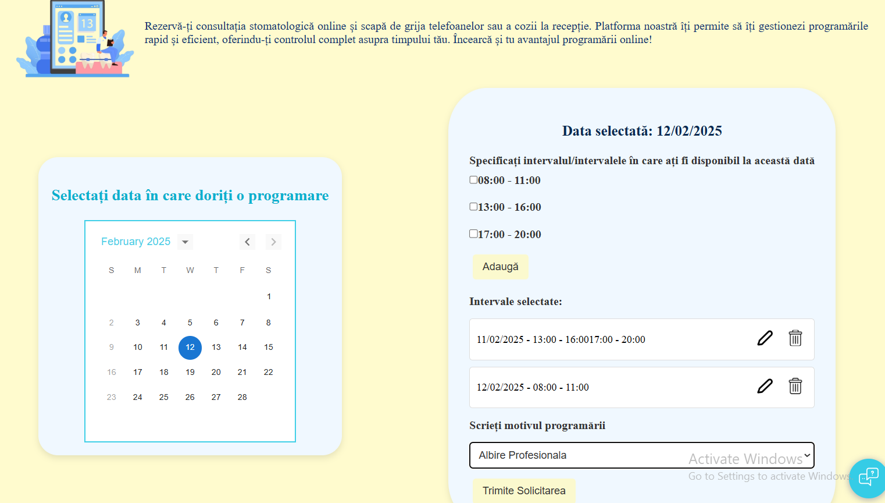 Rezervă-ți consultația stomatologică online și scapă de grija telefoanelor sau a cozii la recepție. Platforma noastră îți permite să îți gestionezi programările
rapid și eficient, oferindu-ți controlul complet asupra timpului tău. Încearcă și tu avantajul programării online!
13
Selectați data în care doriți o programare
February 2025
S M T W T F S
1
2 3 4 5 6 7 8
9 10 11 12 13 14 15
16 17 18 19 20 21 22
23 24 25 26 27 28
Data selectată: 12/02/2025
Specificați intervalul/intervalele în care ați fi disponibil la această dată
08:00 - 11:00
13:00 - 16:00
17:00 - 20:00
Adaugă
Intervale selectate:
11/02/2025 - 13:00 - 16:0017:00 - 20:00
12/02/2025 - 08:00 - 11:00
Scrieți motivul programării
Albire Profesionala
Trimite Solicitarea
Activate Windows
Go to Settings to activate Windows